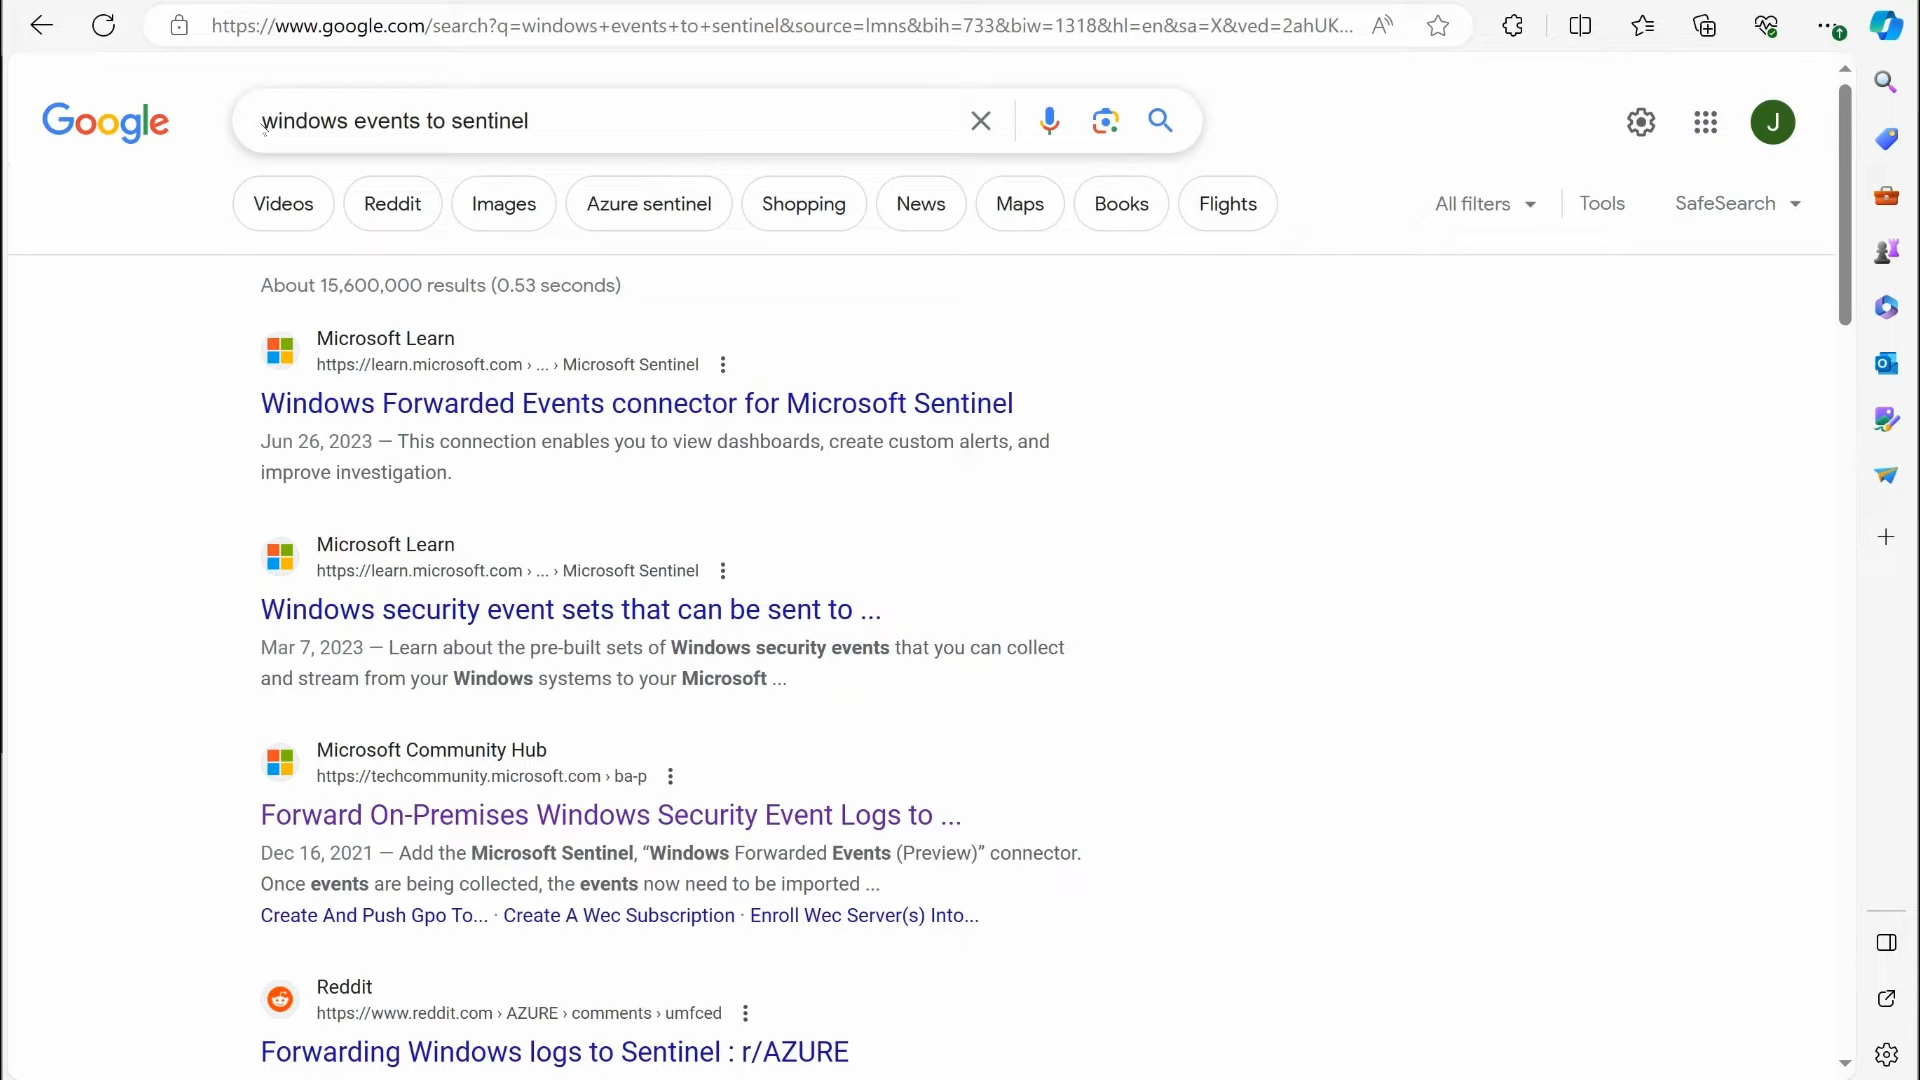 https://www.google.com/search?q=windows+events+to+sentinel&source=lmns&bih=733&biw=1318&hl=en&sa=X&ved=2ahUK...
Google
windows events to sentinel
J
Videos
Reddit
Images
Azure sentinel
Shopping
News
Maps
Books
Flights
All filters
Tools
SafeSearch
About 15,600,000 results (0.53 seconds)
Microsoft Learn
https://learn.microsoft.com › ... › Microsoft Sentinel
Windows Forwarded Events connector for Microsoft Sentinel
Jun 26, 2023 — This connection enables you to view dashboards, create custom alerts, and
improve investigation.
Microsoft Learn
https://learn.microsoft.com › ... › Microsoft Sentinel
Windows security event sets that can be sent to ...
Mar 7, 2023 — Learn about the pre-built sets of Windows security events that you can collect
and stream from your Windows systems to your Microsoft ...
Microsoft Community Hub
https://techcommunity.microsoft.com › ba-p
Forward On-Premises Windows Security Event Logs to ...
Dec 16, 2021 — Add the Microsoft Sentinel, “Windows Forwarded Events (Preview)” connector.
Once events are being collected, the events now need to be imported ...
Create And Push Gpo To... · Create A Wec Subscription · Enroll Wec Server(s) Into...
Reddit
https://www.reddit.com › AZURE › comments › umfced
Forwarding Windows logs to Sentinel : r/AZURE